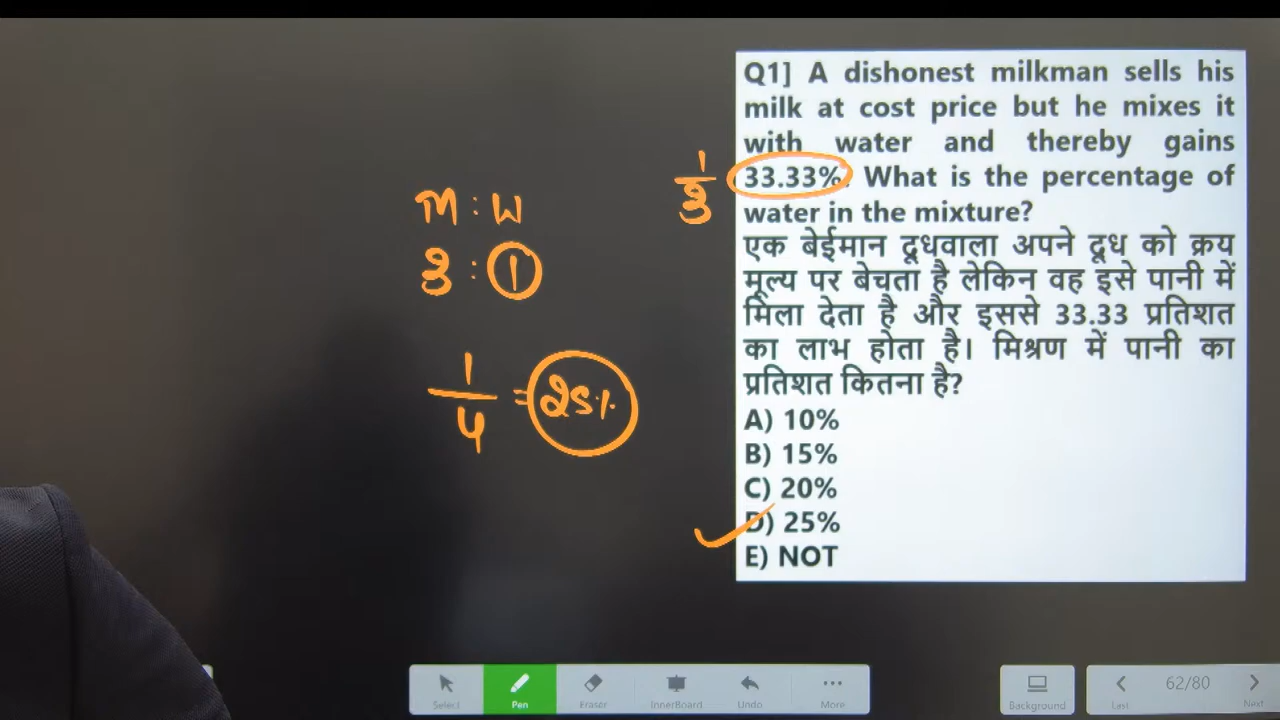 Q1] A dishonest milkman sells his
milk at cost price but he mixes it
with water and thereby gains
33.33%. What is the percentage of
water in the mixture?
एक बेईमान दूधवाला अपने दूध को क्रय
मूल्य पर बेचता है लेकिन वह इसे पानी में
मिला देता है और इससे 33.33 प्रतिशत
का लाभ होता है। मिश्रण में पानी का
प्रतिशत कितना है?
A) 10%
B) 15%
C) 20%
D) 25%
E) NOT
1
3
M : W
3 : 1
1
4
= 25%
Select
Pen
Eraser
InnerBoard
Undo
More
Background
Last
62/80
Next